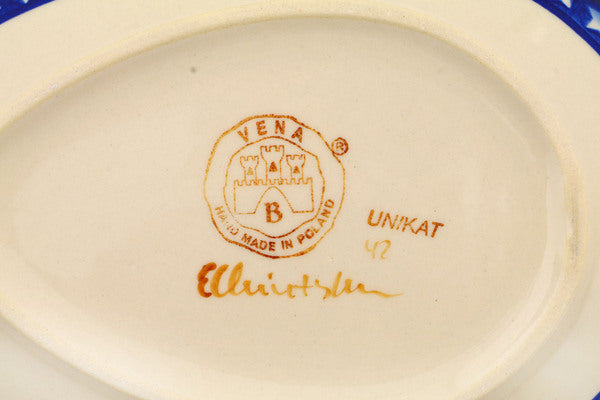 VENA
®
B
HAND MADE IN POLAND
UNIKAT
42